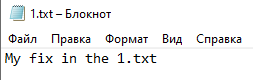 1.txt – Блокнот
Файл Правка Формат Вид Справка
My fix in the 1.txt